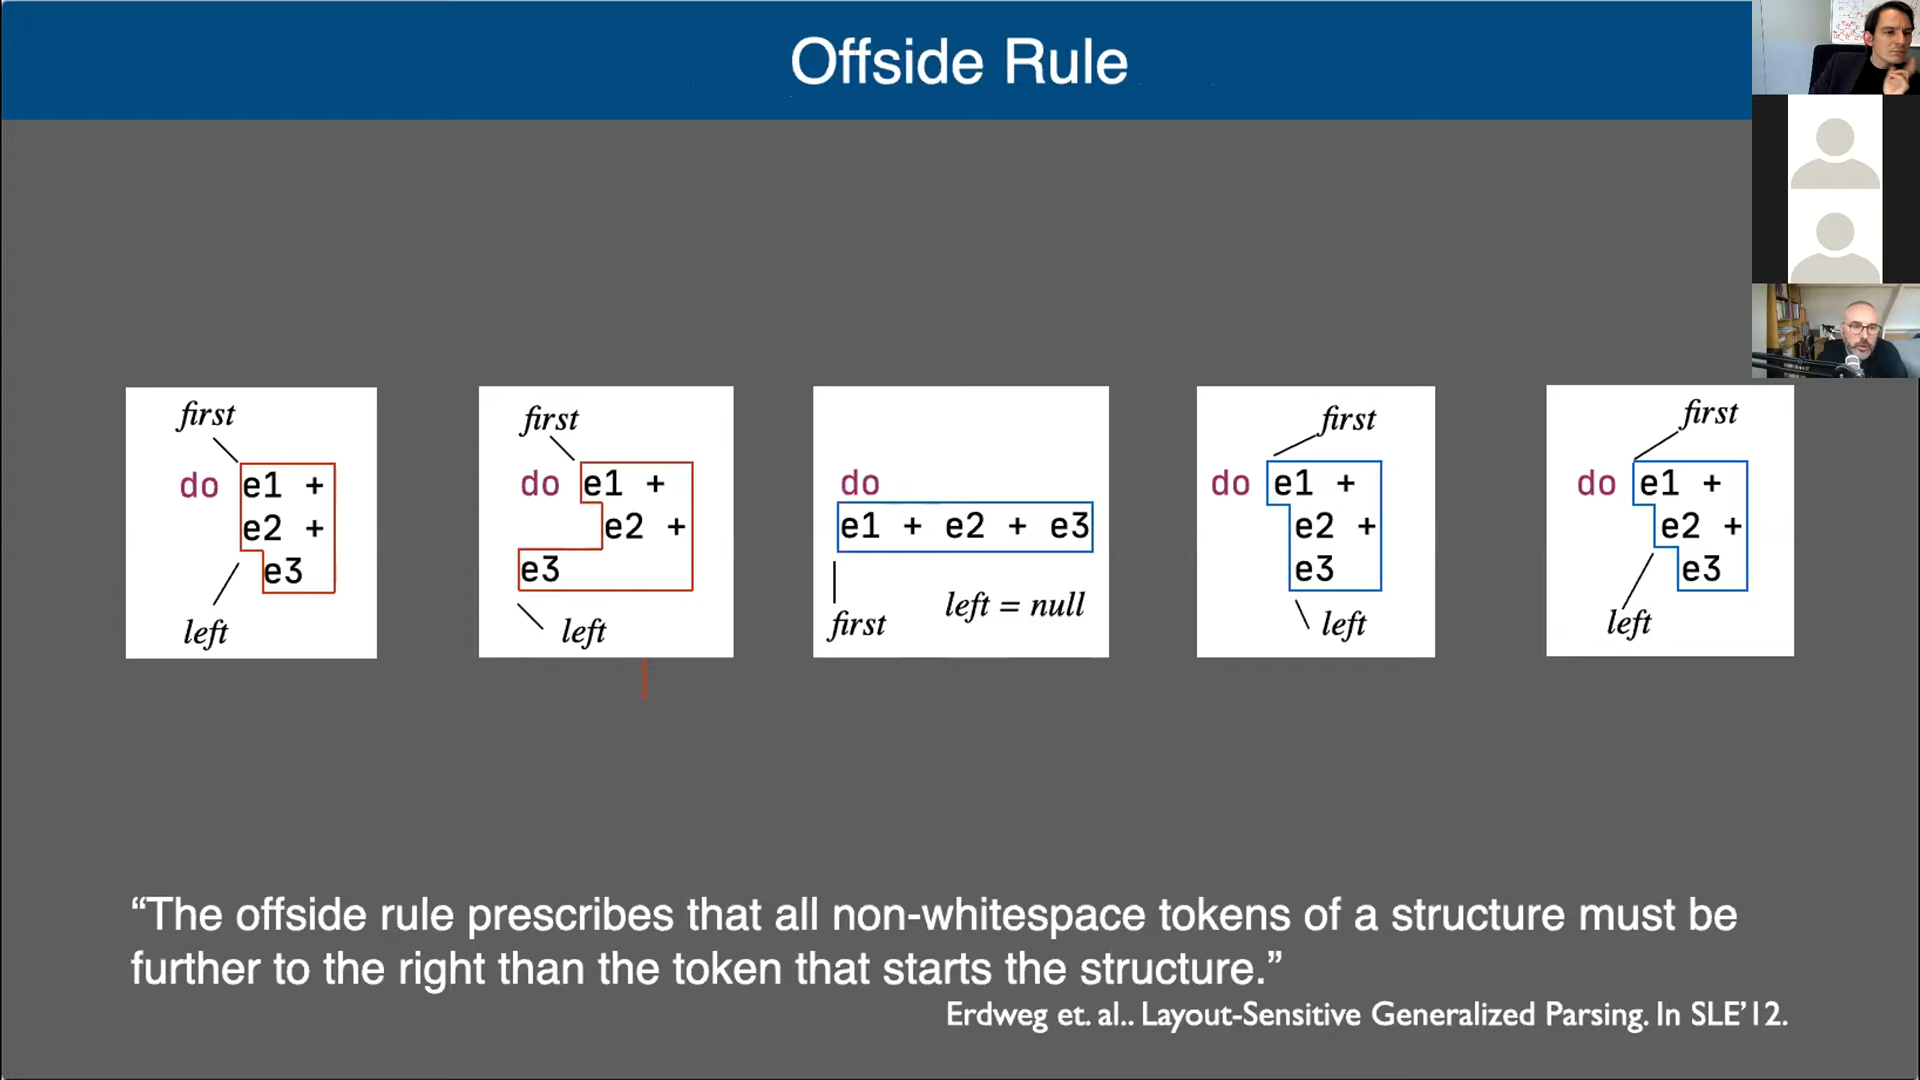 Offside Rule
first
do e1 +
e2 +
e3
left
first
do e1 +
e2 +
e3
left
do
e1 + e2 + e3
first
left = null
first
do e1 +
e2 +
e3
left
first
do e1 +
e2 +
e3
left
“The offside rule prescribes that all non-whitespace tokens of a structure must be
further to the right than the token that starts the structure.”
Erdweg et. al.. Layout-Sensitive Generalized Parsing. In SLE’12.